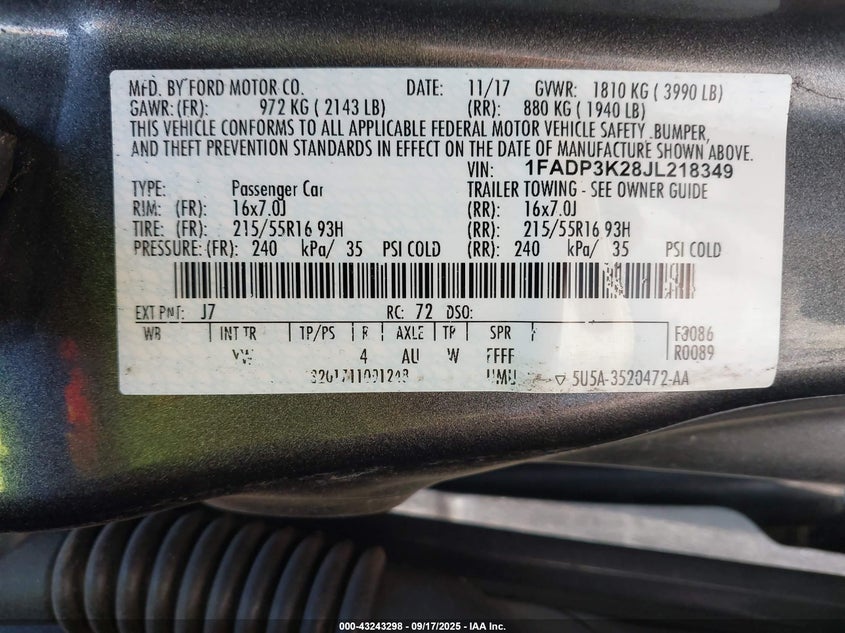 MFD. BY FORD MOTOR CO. DATE: 11/17 GVWR: 1810 KG ( 3990 LB)
GAWR: (FR): 972 KG ( 2143 LB) (RR): 880 KG ( 1940 LB)
THIS VEHICLE CONFORMS TO ALL APPLICABLE FEDERAL MOTOR VEHICLE SAFETY, BUMPER,
AND THEFT PREVENTION STANDARDS IN EFFECT ON THE DATE OF MANUFACTURE SHOWN ABOVE.
VIN: 1FADP3K28JL218349
TYPE: Passenger Car TRAILER TOWING - SEE OWNER GUIDE
RIM: (FR): 16x7.0J (RR): 16x7.0J
TIRE: (FR): 215/55R16 93H (RR): 215/55R16 93H
PRESSURE: (FR): 240 kPa/ 35 PSI COLD (RR): 240 kPa/ 35 PSI COLD
EXT PNT: J7 RC: 72 DSO:
WB INT TR TP/PS R AXLE TR SPR F3086
VW 4 AU W FFFF R0089
UMU ▽ 5U5A-3520472-AA
000-43243298 - 09/17/2025 - IAA Inc.